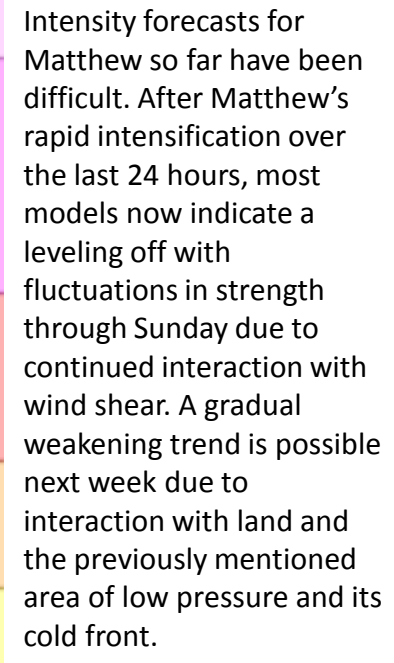 Intensity forecasts for
Matthew so far have been
difficult. After Matthew’s
rapid intensification over
the last 24 hours, most
models now indicate a
leveling off with
fluctuations in strength
through Sunday due to
continued interaction with
wind shear. A gradual
weakening trend is possible
next week due to
interaction with land and
the previously mentioned
area of low pressure and its
cold front.